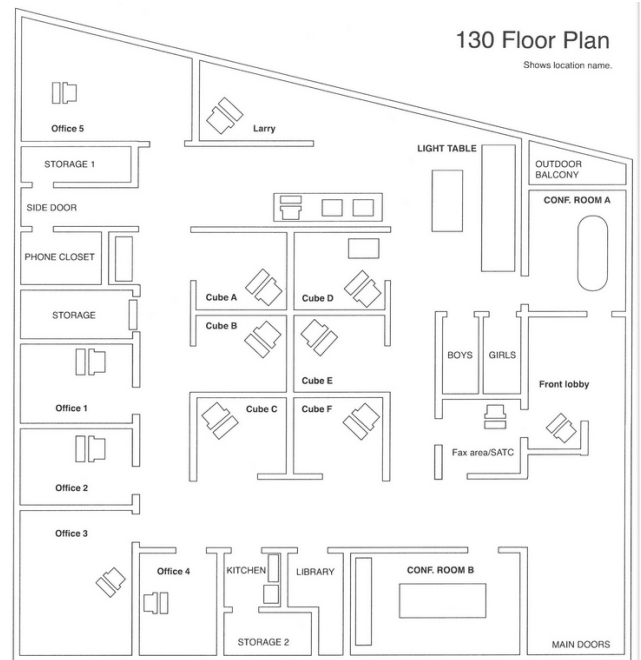 130 Floor Plan
Shows location name.
Office 5
Larry
LIGHT TABLE
STORAGE 1
OUTDOOR
BALCONY
SIDE DOOR
CONF. ROOM A
PHONE CLOSET
Cube A
Cube D
STORAGE
Cube B
BOYS
GIRLS
Cube E
Front lobby
Office 1
Cube C
Cube F
Fax area/SATC
Office 2
Office 3
Office 4
KITCHEN
LIBRARY
CONF. ROOM B
STORAGE 2
MAIN DOORS